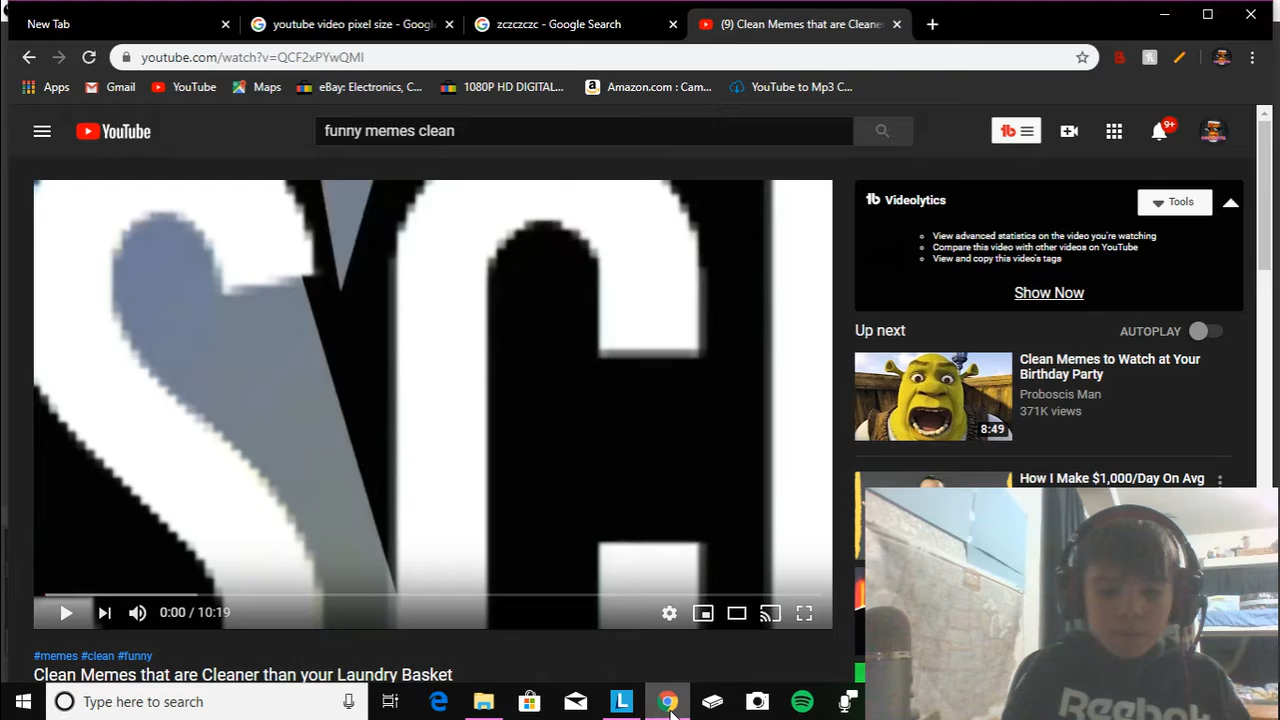 New Tab
youtube video pixel size - Googl
zczczczc - Google Search
(9) Clean Memes that are Cleane
youtube.com/watch?v=QCF2xPYwQMI
Apps
Gmail
YouTube
Maps
eBay: Electronics, C...
1080P HD DIGITAL...
Amazon.com : Cam...
YouTube to Mp3 C...
YouTube
funny memes clean
tb
9+
tb Videolytics
Tools
View advanced statistics on the video you're watching
Compare this video with other videos on YouTube
View and copy this video's tags
Show Now
Up next
AUTOPLAY
Clean Memes to Watch at Your
Birthday Party
Proboscis Man
371K views
8:49
How I Make $1,000/Day On Avg
SC
0:00 / 10:19
#memes #clean #funny
Clean Memes that are Cleaner than your Laundry Basket
Reebok
Type here to search
L